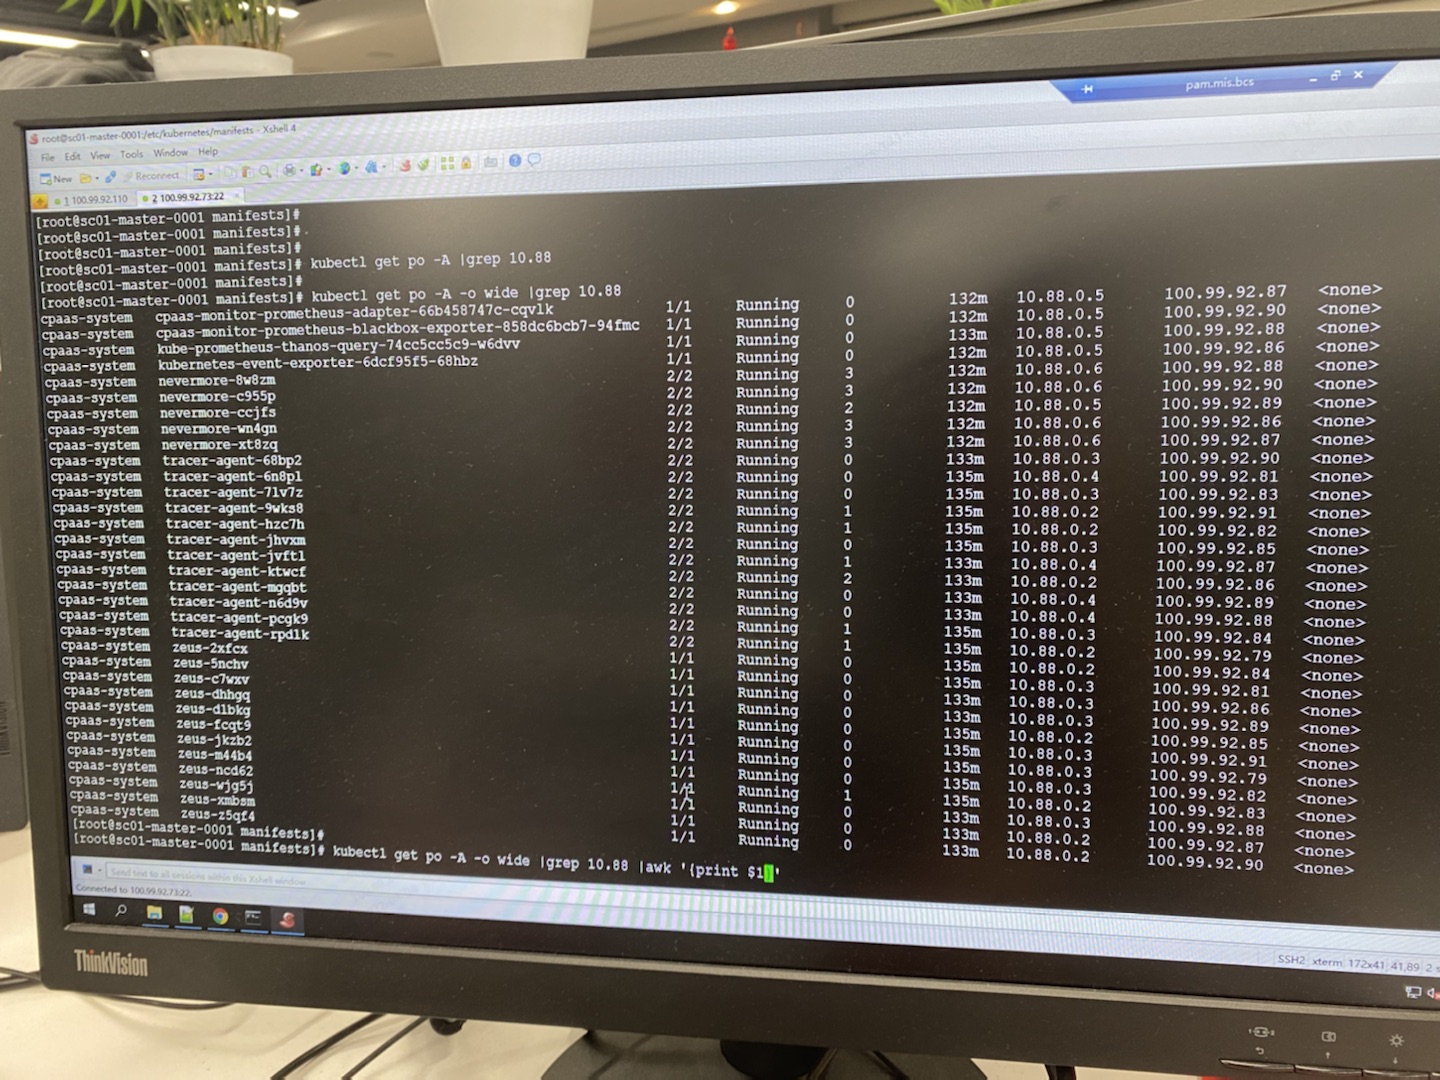 pam.mis.bcs
root@sc01-master-0001:/etc/kubernetes/manifests - Xshell 4
File Edit View Tools Window Help
New Reconnect
1 100.99.92.110 2 100.99.92.73:22
[root@sc01-master-0001 manifests]#
[root@sc01-master-0001 manifests]#
[root@sc01-master-0001 manifests]#
[root@sc01-master-0001 manifests]# kubectl get po -A |grep 10.88
[root@sc01-master-0001 manifests]#
[root@sc01-master-0001 manifests]# kubectl get po -A -o wide |grep 10.88
cpaas-system cpaas-monitor-prometheus-adapter-66b458747c-cqvlk 1/1 Running 0 132m 10.88.0.5 100.99.92.87 <none>
cpaas-system cpaas-monitor-prometheus-blackbox-exporter-858dc6bcb7-94fmc 1/1 Running 0 132m 10.88.0.5 100.99.92.90 <none>
cpaas-system kube-prometheus-thanos-query-74cc5cc5c9-w6dvv 1/1 Running 0 133m 10.88.0.5 100.99.92.88 <none>
cpaas-system kubernetes-event-exporter-6dcf95f5-68hbz 1/1 Running 0 132m 10.88.0.5 100.99.92.86 <none>
cpaas-system nevermore-8w8zm 2/2 Running 3 132m 10.88.0.6 100.99.92.88 <none>
cpaas-system nevermore-c955p 2/2 Running 3 132m 10.88.0.6 100.99.92.90 <none>
cpaas-system nevermore-ccjfs 2/2 Running 2 132m 10.88.0.5 100.99.92.89 <none>
cpaas-system nevermore-wn4gn 2/2 Running 3 132m 10.88.0.6 100.99.92.86 <none>
cpaas-system nevermore-xt8zq 2/2 Running 3 132m 10.88.0.6 100.99.92.87 <none>
cpaas-system tracer-agent-68bp2 2/2 Running 0 133m 10.88.0.3 100.99.92.90 <none>
cpaas-system tracer-agent-6n8pl 2/2 Running 0 135m 10.88.0.4 100.99.92.81 <none>
cpaas-system tracer-agent-7lv7z 2/2 Running 0 135m 10.88.0.3 100.99.92.83 <none>
cpaas-system tracer-agent-9wks8 2/2 Running 1 135m 10.88.0.2 100.99.92.91 <none>
cpaas-system tracer-agent-hzc7h 2/2 Running 1 135m 10.88.0.2 100.99.92.82 <none>
cpaas-system tracer-agent-jhvxm 2/2 Running 0 135m 10.88.0.3 100.99.92.85 <none>
cpaas-system tracer-agent-jvftl 2/2 Running 1 133m 10.88.0.4 100.99.92.87 <none>
cpaas-system tracer-agent-ktwcf 2/2 Running 2 133m 10.88.0.2 100.99.92.86 <none>
cpaas-system tracer-agent-mgqbt 2/2 Running 0 133m 10.88.0.4 100.99.92.89 <none>
cpaas-system tracer-agent-n6d9v 2/2 Running 0 133m 10.88.0.4 100.99.92.88 <none>
cpaas-system tracer-agent-pcgk9 2/2 Running 1 135m 10.88.0.3 100.99.92.84 <none>
cpaas-system tracer-agent-rpdlk 2/2 Running 1 135m 10.88.0.2 100.99.92.79 <none>
cpaas-system zeus-2xfcx 1/1 Running 0 135m 10.88.0.2 100.99.92.84 <none>
cpaas-system zeus-5nchv 1/1 Running 0 135m 10.88.0.3 100.99.92.81 <none>
cpaas-system zeus-c7wxv 1/1 Running 0 133m 10.88.0.3 100.99.92.86 <none>
cpaas-system zeus-dhhgq 1/1 Running 0 133m 10.88.0.3 100.99.92.89 <none>
cpaas-system zeus-dlbkg 1/1 Running 0 135m 10.88.0.2 100.99.92.85 <none>
cpaas-system zeus-fcqt9 1/1 Running 0 135m 10.88.0.3 100.99.92.91 <none>
cpaas-system zeus-jkzb2 1/1 Running 0 135m 10.88.0.3 100.99.92.79 <none>
cpaas-system zeus-m44b4 1/1 Running 0 135m 10.88.0.3 100.99.92.82 <none>
cpaas-system zeus-ncd62 1/1 Running 1 135m 10.88.0.2 100.99.92.83 <none>
cpaas-system zeus-wjg5j 1/1 Running 0 133m 10.88.0.3 100.99.92.88 <none>
cpaas-system zeus-xmbsm 1/1 Running 0 133m 10.88.0.2 100.99.92.87 <none>
cpaas-system zeus-z5qf4 1/1 Running 0 133m 10.88.0.2 100.99.92.90 <none>
[root@sc01-master-0001 manifests]#
[root@sc01-master-0001 manifests]# kubectl get po -A -o wide |grep 10.88 |awk '{print $1}'
Send text to all sessions within this Xshell window
Connected to 100.99.92.73:22.
SSH2 xterm 172x41 41,89
ThinkVision